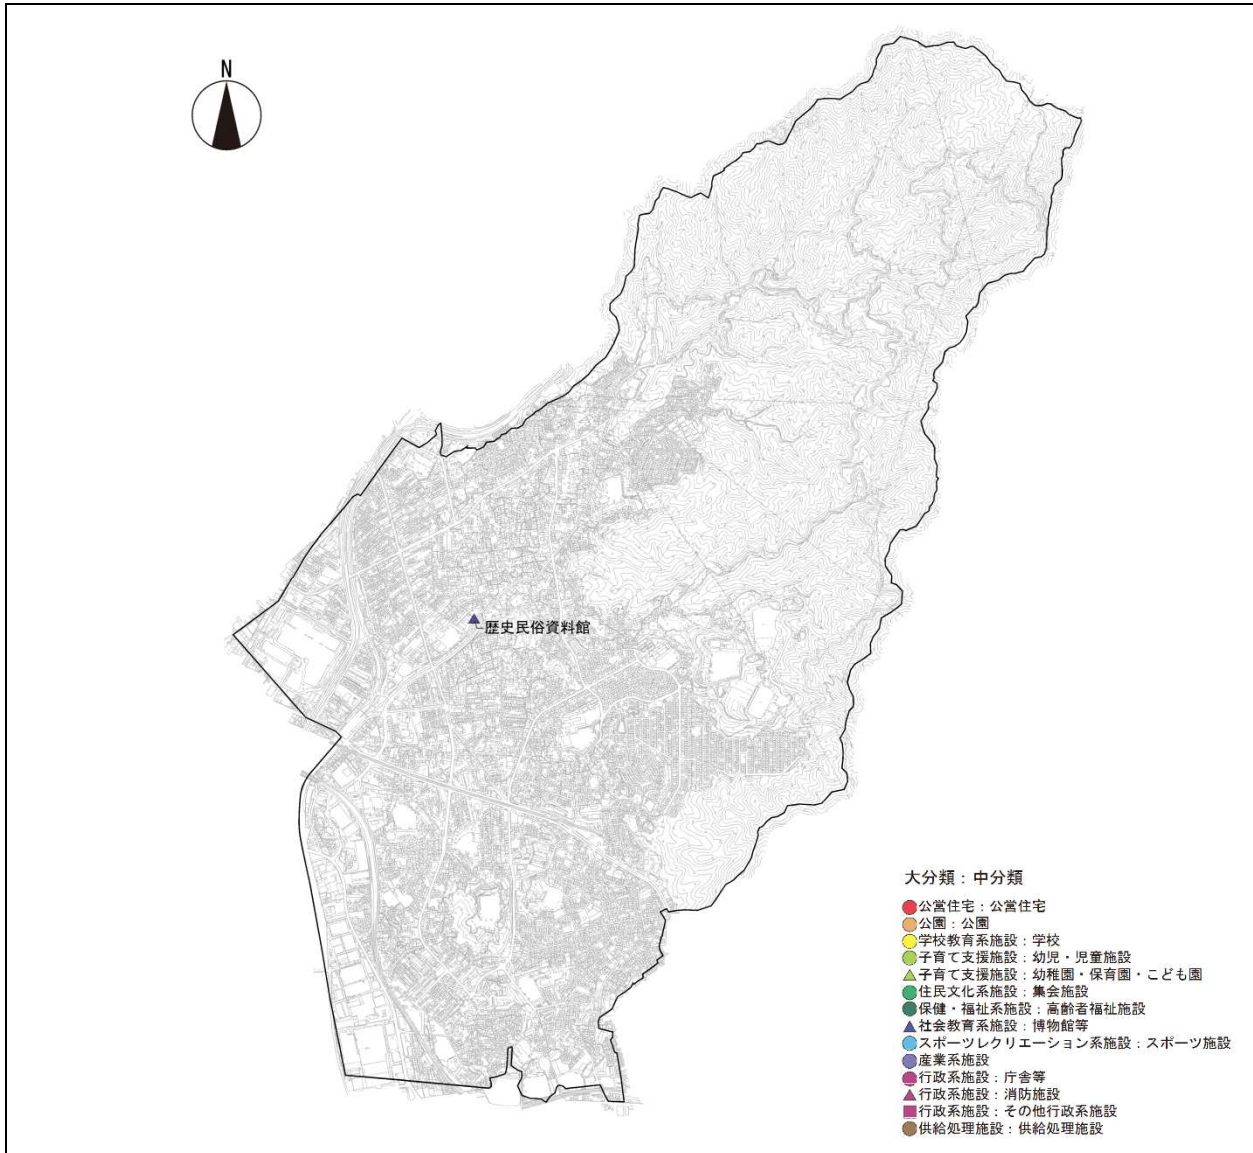 N
歴史民俗資料館
大分類：中分類
公営住宅：公営住宅
公園：公園
学校教育系施設：学校
子育て支援施設：幼児・児童施設
子育て支援施設：幼稚園・保育園・こども園
住民文化系施設：集会施設
保健・福祉系施設：高齢者福祉施設
社会教育系施設：博物館等
スポーツレクリエーション系施設：スポーツ施設
産業系施設
行政系施設：庁舎等
行政系施設：消防施設
行政系施設：その他行政系施設
供給処理施設：供給処理施設